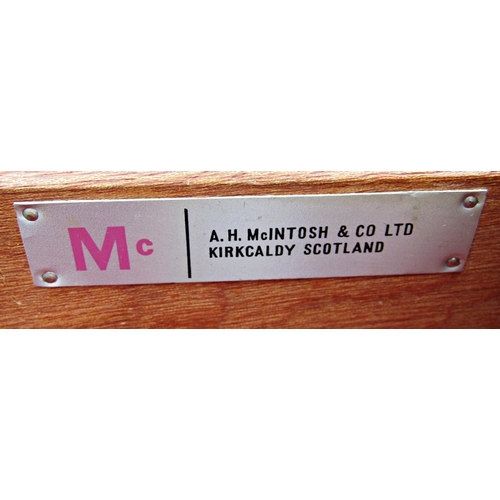 Mc
A.H. McINTOSH & CO LTD
KIRKCALDY SCOTLAND